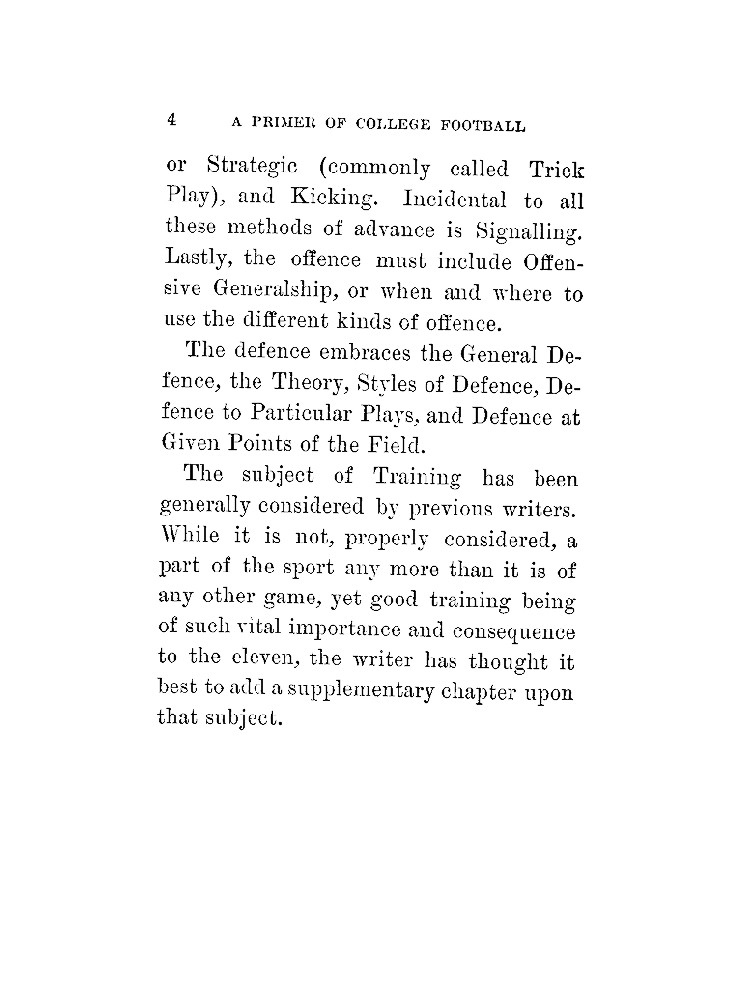 4 A PRIMER OF COLLEGE FOOTBALL
or Strategic (commonly called Trick
Play), and Kicking. Incidental to all
these methods of advance is Signalling.
Lastly, the offence must include Offen-
sive Generalship, or when and where to
use the different kinds of offence.
The defence embraces the General De-
fence, the Theory, Styles of Defence, De-
fence to Particular Plays, and Defence at
Given Points of the Field.
The subject of Training has been
generally considered by previous writers.
While it is not, properly considered, a
part of the sport any more than it is of
any other game, yet good training being
of such vital importance and consequence
to the eleven, the writer has thought it
best to add a supplementary chapter upon
that subject.